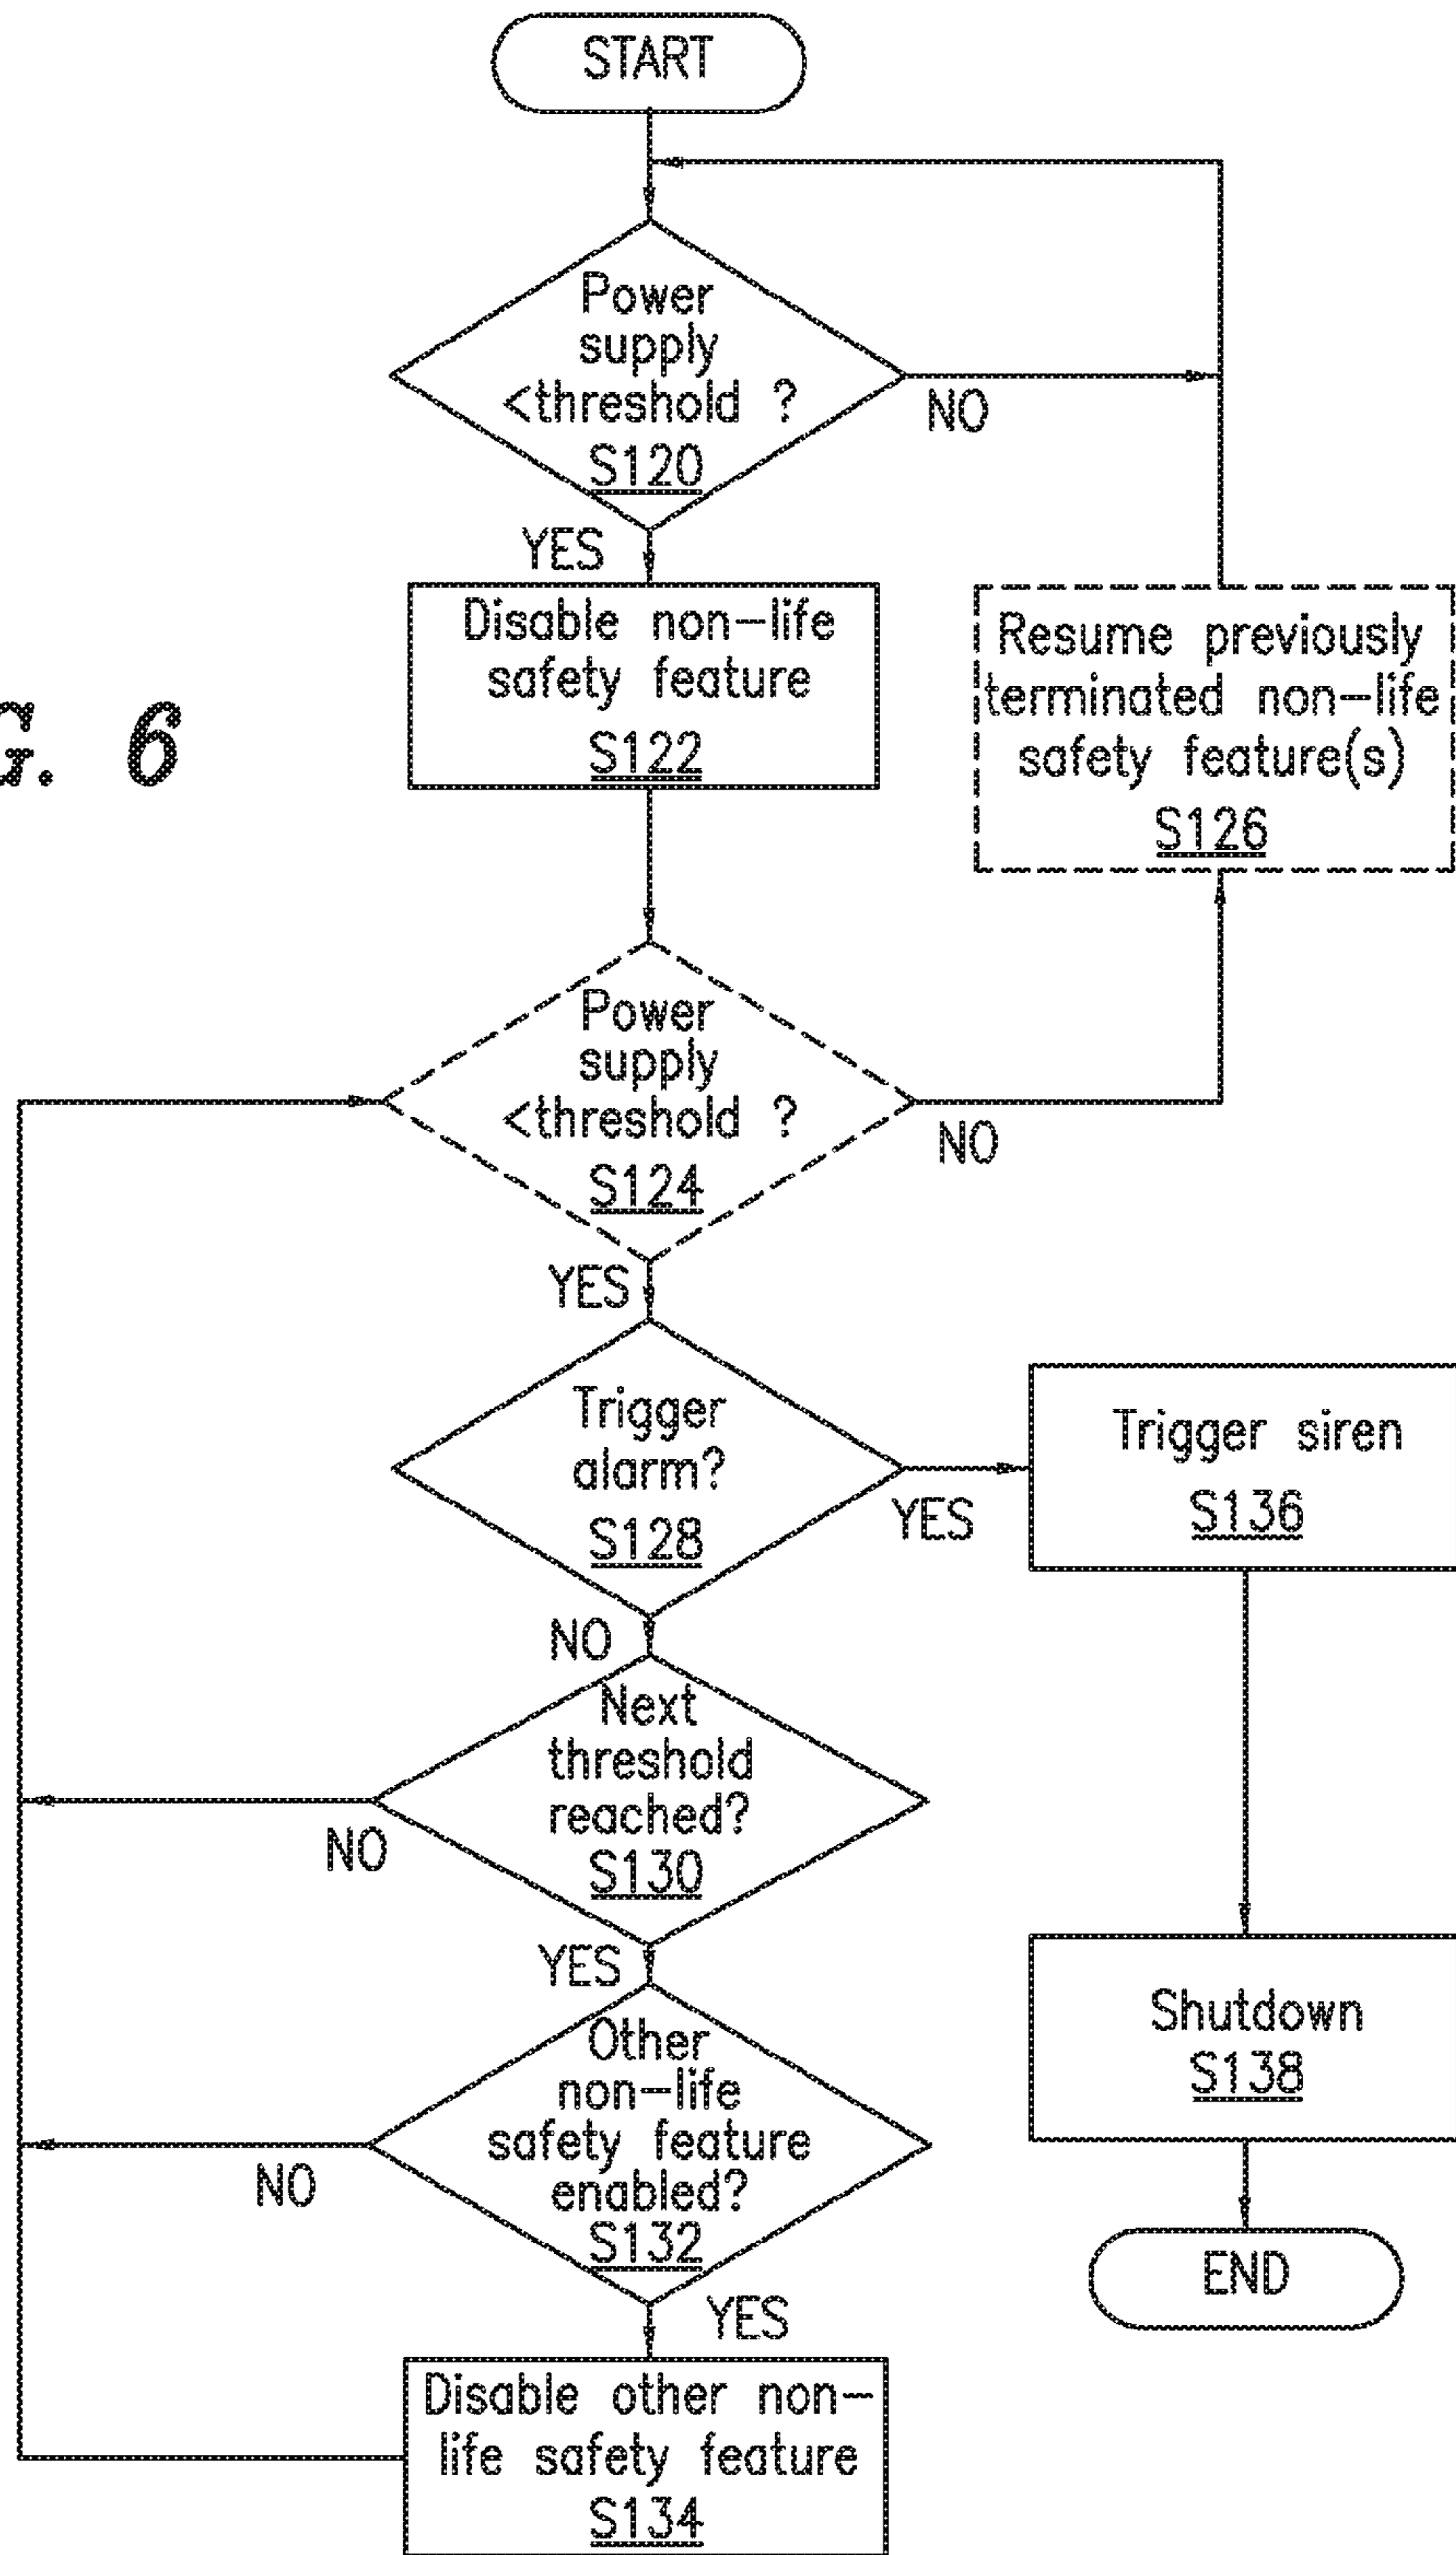 START
Power
supply
<threshold ?
S120
NO
YES
Disable non-life
safety feature
S122
Resume previously
terminated non-life
safety feature(s)
S126
G. 6
Power
supply
<threshold ?
S124
NO
YES
Trigger
alarm?
S128
YES
Trigger siren
S136
NO
Next
threshold
reached?
S130
NO
YES
Other
non-life
safety feature
enabled?
S132
NO
YES
Shutdown
S138
END
Disable other non-
life safety feature
S134